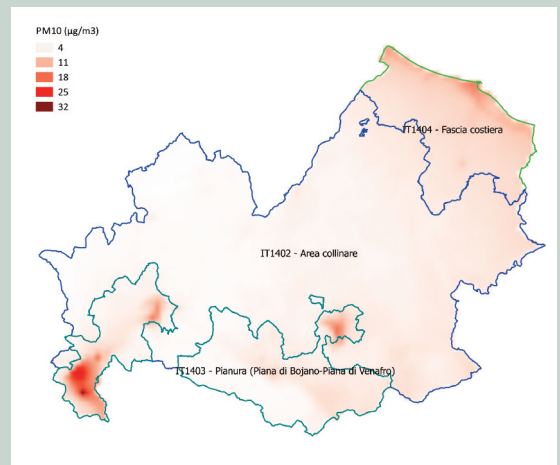 PM10 (µg/m3)
4
11
18
25
32
IT1404 - Fascia costiera
IT1402 - Area collinare
IT1403 - Pianura (Piana di Bojano-Piana di Venafro)